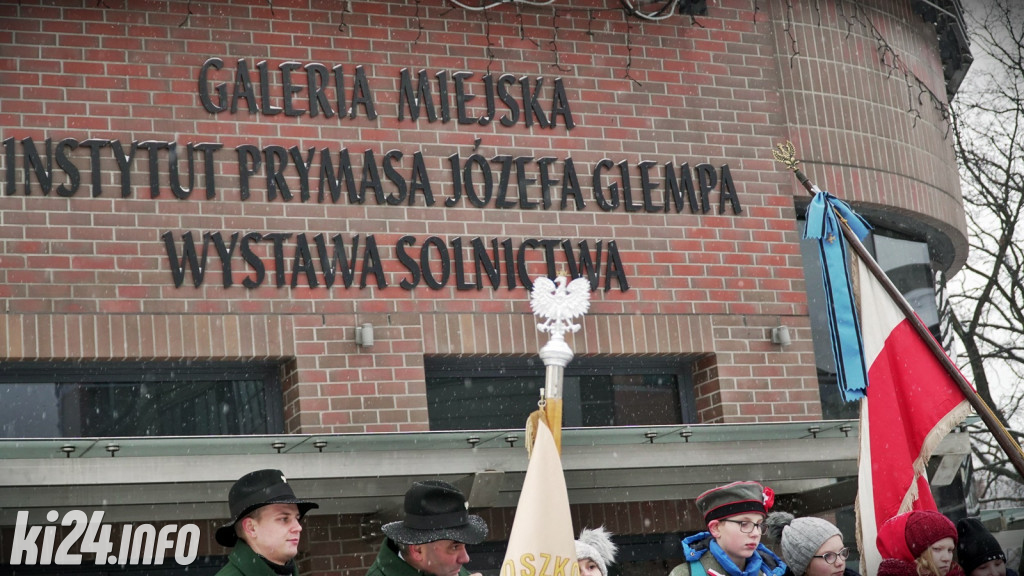 GALERIA MIEJSKA
INSTYTUT PRYMASA JÓZEFA GLEMPA
WYSTAWA SOLNICTWA
ki24.info